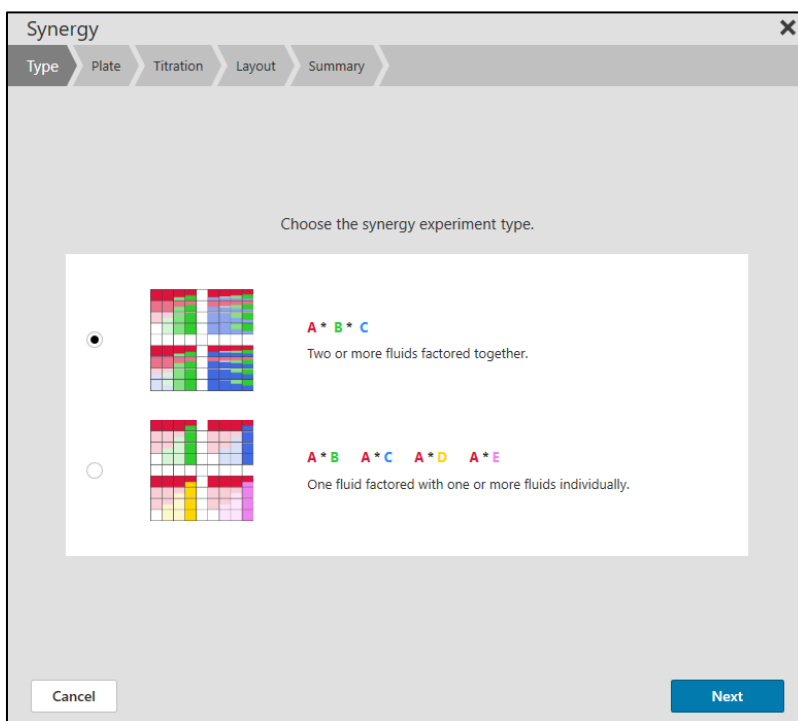 Synergy
Type Plate Titration Layout Summary
Choose the synergy experiment type.
A * B * C
Two or more fluids factored together.
A * B A * C A * D A * E
One fluid factored with one or more fluids individually.
Cancel Next